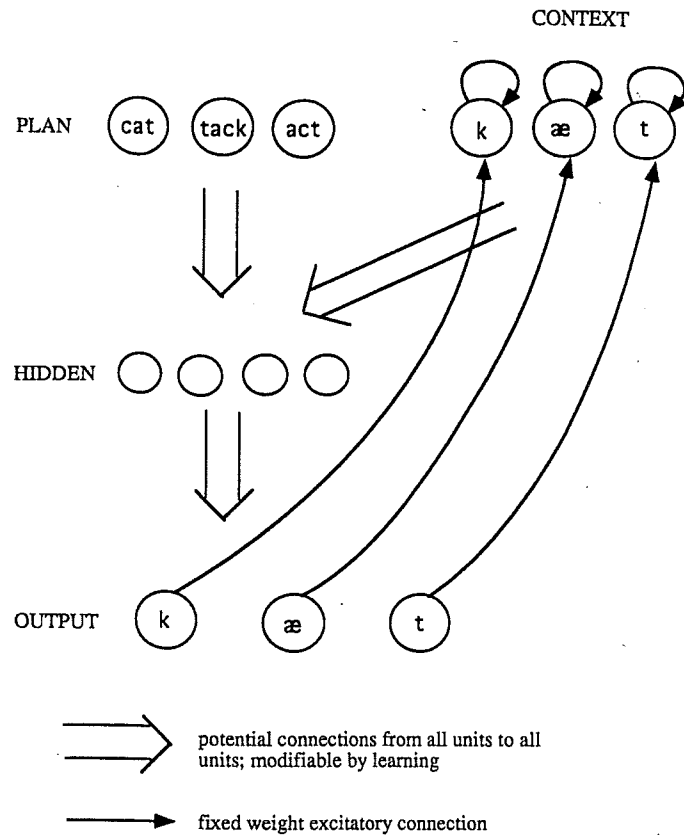 CONTEXT
PLAN cat tack act k æ t
HIDDEN
OUTPUT k æ t
potential connections from all units to all
units; modifiable by learning
fixed weight excitatory connection